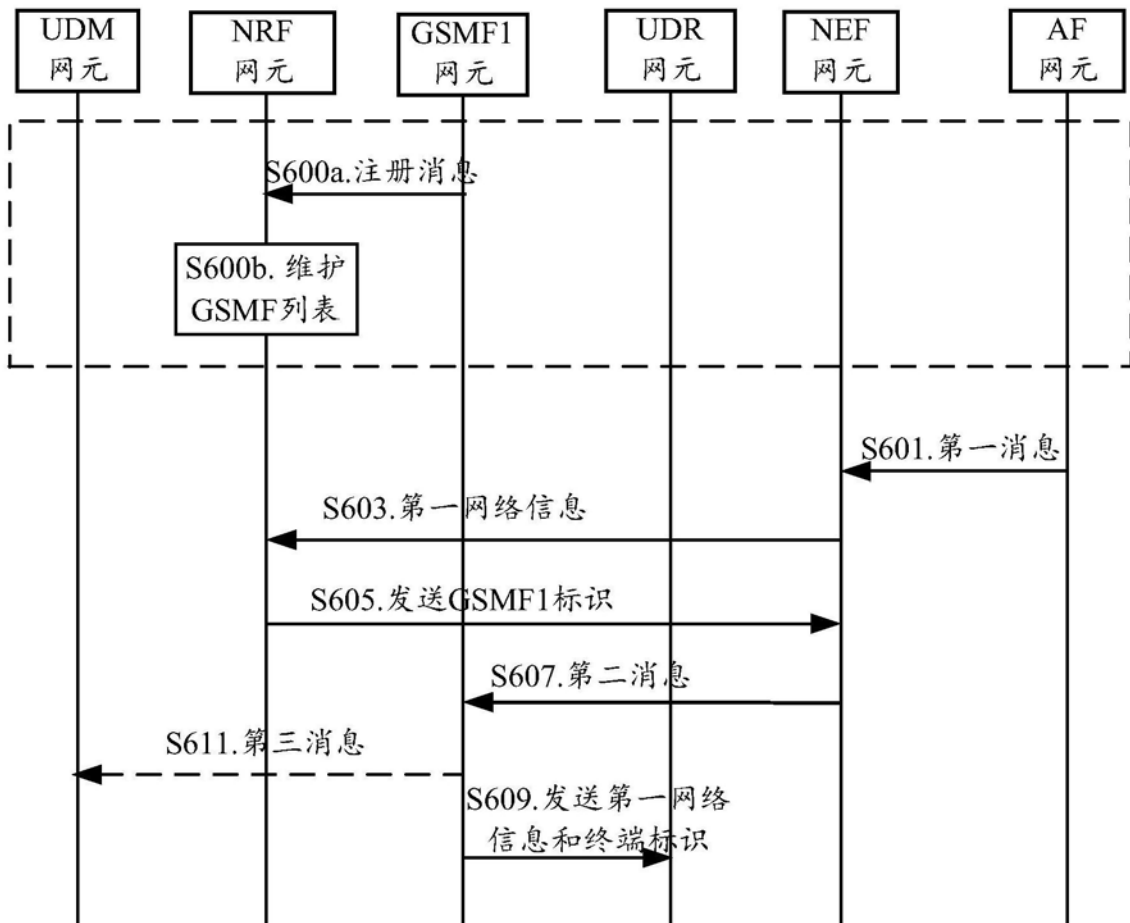 UDM
网元
NRF
网元
GSMF1
网元
UDR
网元
NEF
网元
AF
网元
S600a.注册消息
S600b. 维护
GSMF列表
S601.第一消息
S603.第一网络信息
S605.发送GSMF1标识
S607.第二消息
S611.第三消息
S609.发送第一网络
信息和终端标识